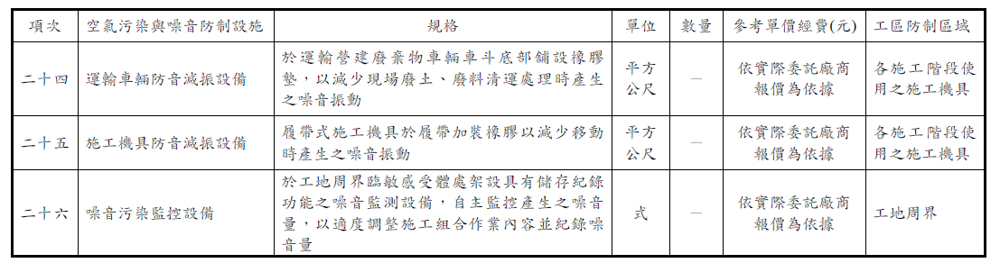 項次 空氣污染與噪音防制設施 規格 單位 數量 參考單價經費(元) 工區防制區域
二十四 運輸車輛防音減振設備 於運輸營建廢棄物車輛車斗底部舖設橡膠墊，以減少現場廢土、廢料清運處理時產生之噪音振動 平方公尺 — 依實際委託廠商報價為依據 各施工階段使用之施工機具
二十五 施工機具防音減振設備 履帶式施工機具於履帶加裝橡膠以減少移動時產生之噪音振動 平方公尺 — 依實際委託廠商報價為依據 各施工階段使用之施工機具
二十六 噪音污染監控設備 於工地周界臨敏感受體處架設具有儲存紀錄功能之噪音監測設備，自主監控產生之噪音量，以適度調整施工組合作業內容並紀錄噪音量 式 — 依實際委託廠商報價為依據 工地周界